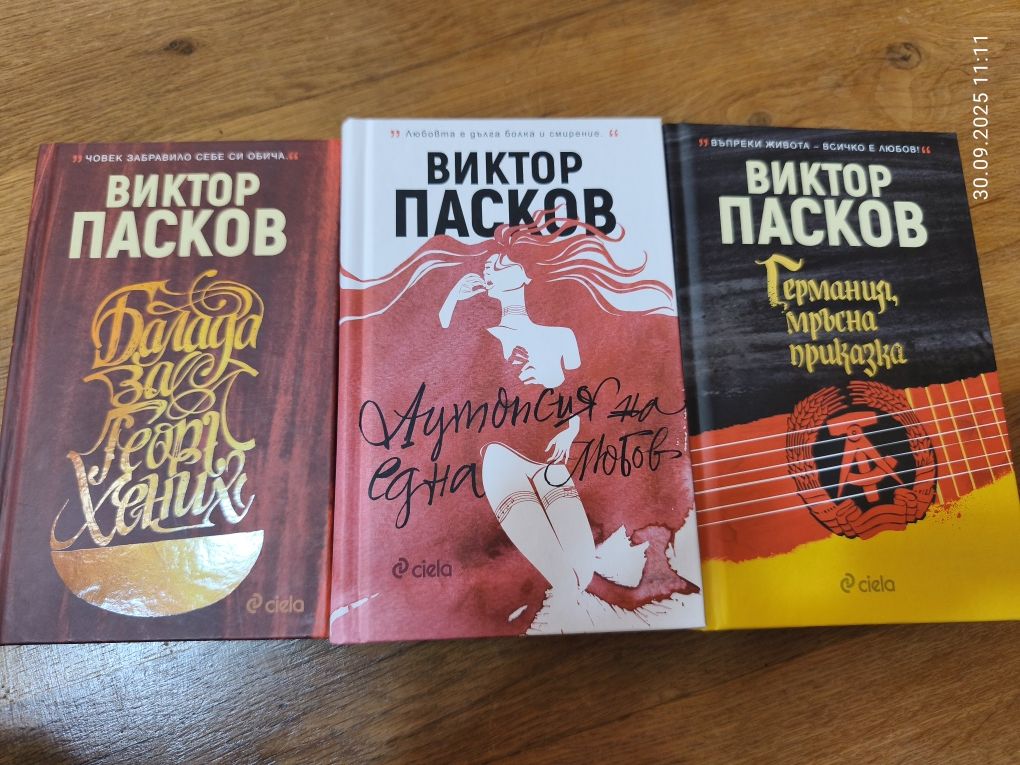 „ ЧОВЕК ЗАБРАВИЛО СЕБЕ СИ ОБИЧА. “
ВИКТОР
ПАСКОВ
Балада
за
Георг
Хених
ciela
„ Любовта е дълга болка и смирение. “
ВИКТОР
ПАСКОВ
Аутопсия на
една любов
ciela
„ ВЪПРЕКИ ЖИВОТА – ВСИЧКО Е ЛЮБОВ! “
ВИКТОР
ПАСКОВ
Германия,
мръсна
приказка
ciela
30.09.2025 11:11